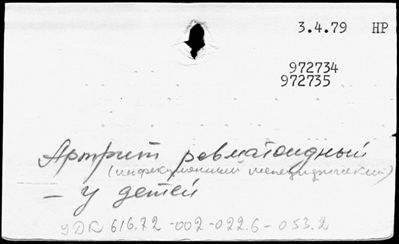 3.4.79 НР
972734
972735
Артрит ревматоидный
(инфекционный неспецифический)
— у детей
УДК 616.72-002-022.6-053.2